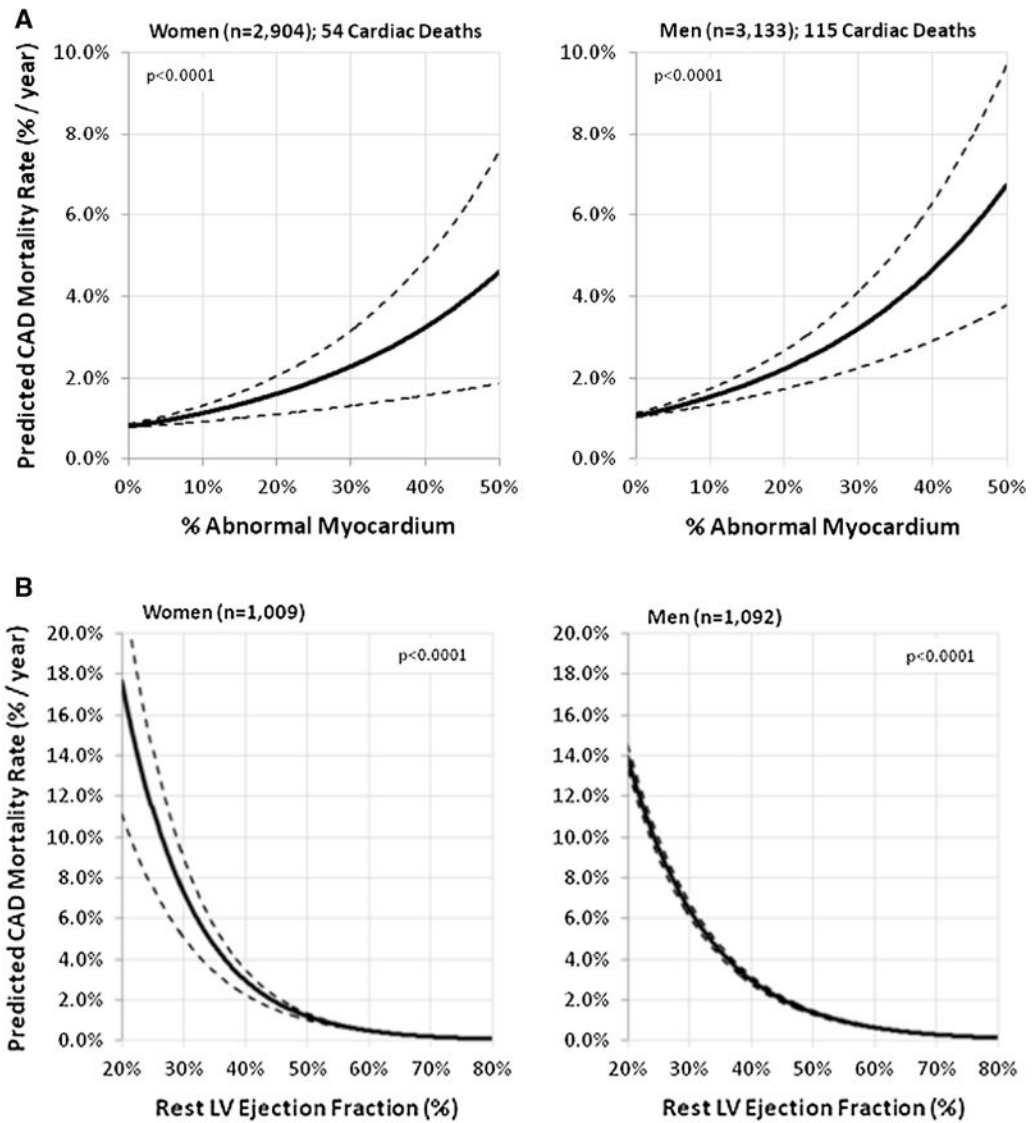 A
Women (n=2,904); 54 Cardiac Deaths
Predicted CAD Mortality Rate (% / year)
10.0%
8.0%
6.0%
4.0%
2.0%
0.0%
p<0.0001
0% 10% 20% 30% 40% 50%
% Abnormal Myocardium
Men (n=3,133); 115 Cardiac Deaths
10.0%
8.0%
6.0%
4.0%
2.0%
0.0%
p<0.0001
0% 10% 20% 30% 40% 50%
% Abnormal Myocardium
B
Women (n=1,009)
Predicted CAD Mortality Rate (% / year)
20.0%
18.0%
16.0%
14.0%
12.0%
10.0%
8.0%
6.0%
4.0%
2.0%
0.0%
p<0.0001
20% 30% 40% 50% 60% 70% 80%
Rest LV Ejection Fraction (%)
Men (n=1,092)
20.0%
18.0%
16.0%
14.0%
12.0%
10.0%
8.0%
6.0%
4.0%
2.0%
0.0%
p<0.0001
20% 30% 40% 50% 60% 70% 80%
Rest LV Ejection Fraction (%)